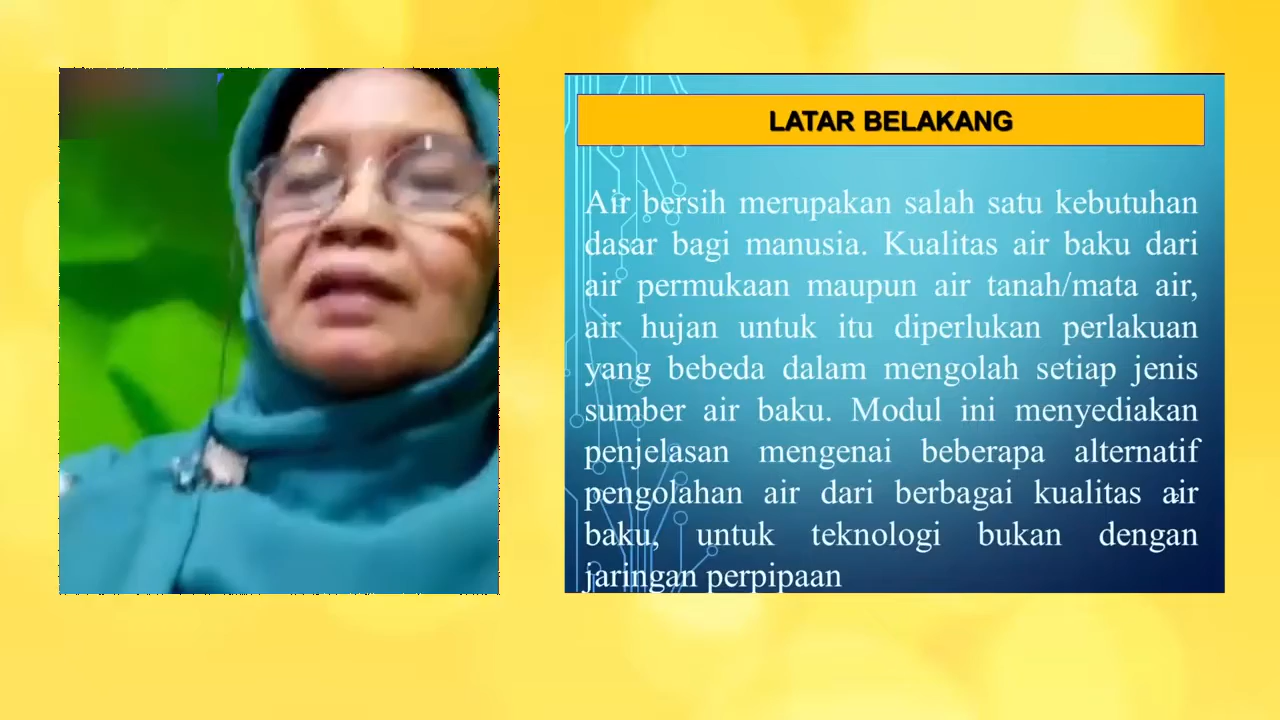 LATAR BELAKANG
Air bersih merupakan salah satu kebutuhan
dasar bagi manusia. Kualitas air baku dari
air permukaan maupun air tanah/mata air,
air hujan untuk itu diperlukan perlakuan
yang bebeda dalam mengolah setiap jenis
sumber air baku. Modul ini menyediakan
penjelasan mengenai beberapa alternatif
pengolahan air dari berbagai kualitas air
baku, untuk teknologi bukan dengan
jaringan perpipaan